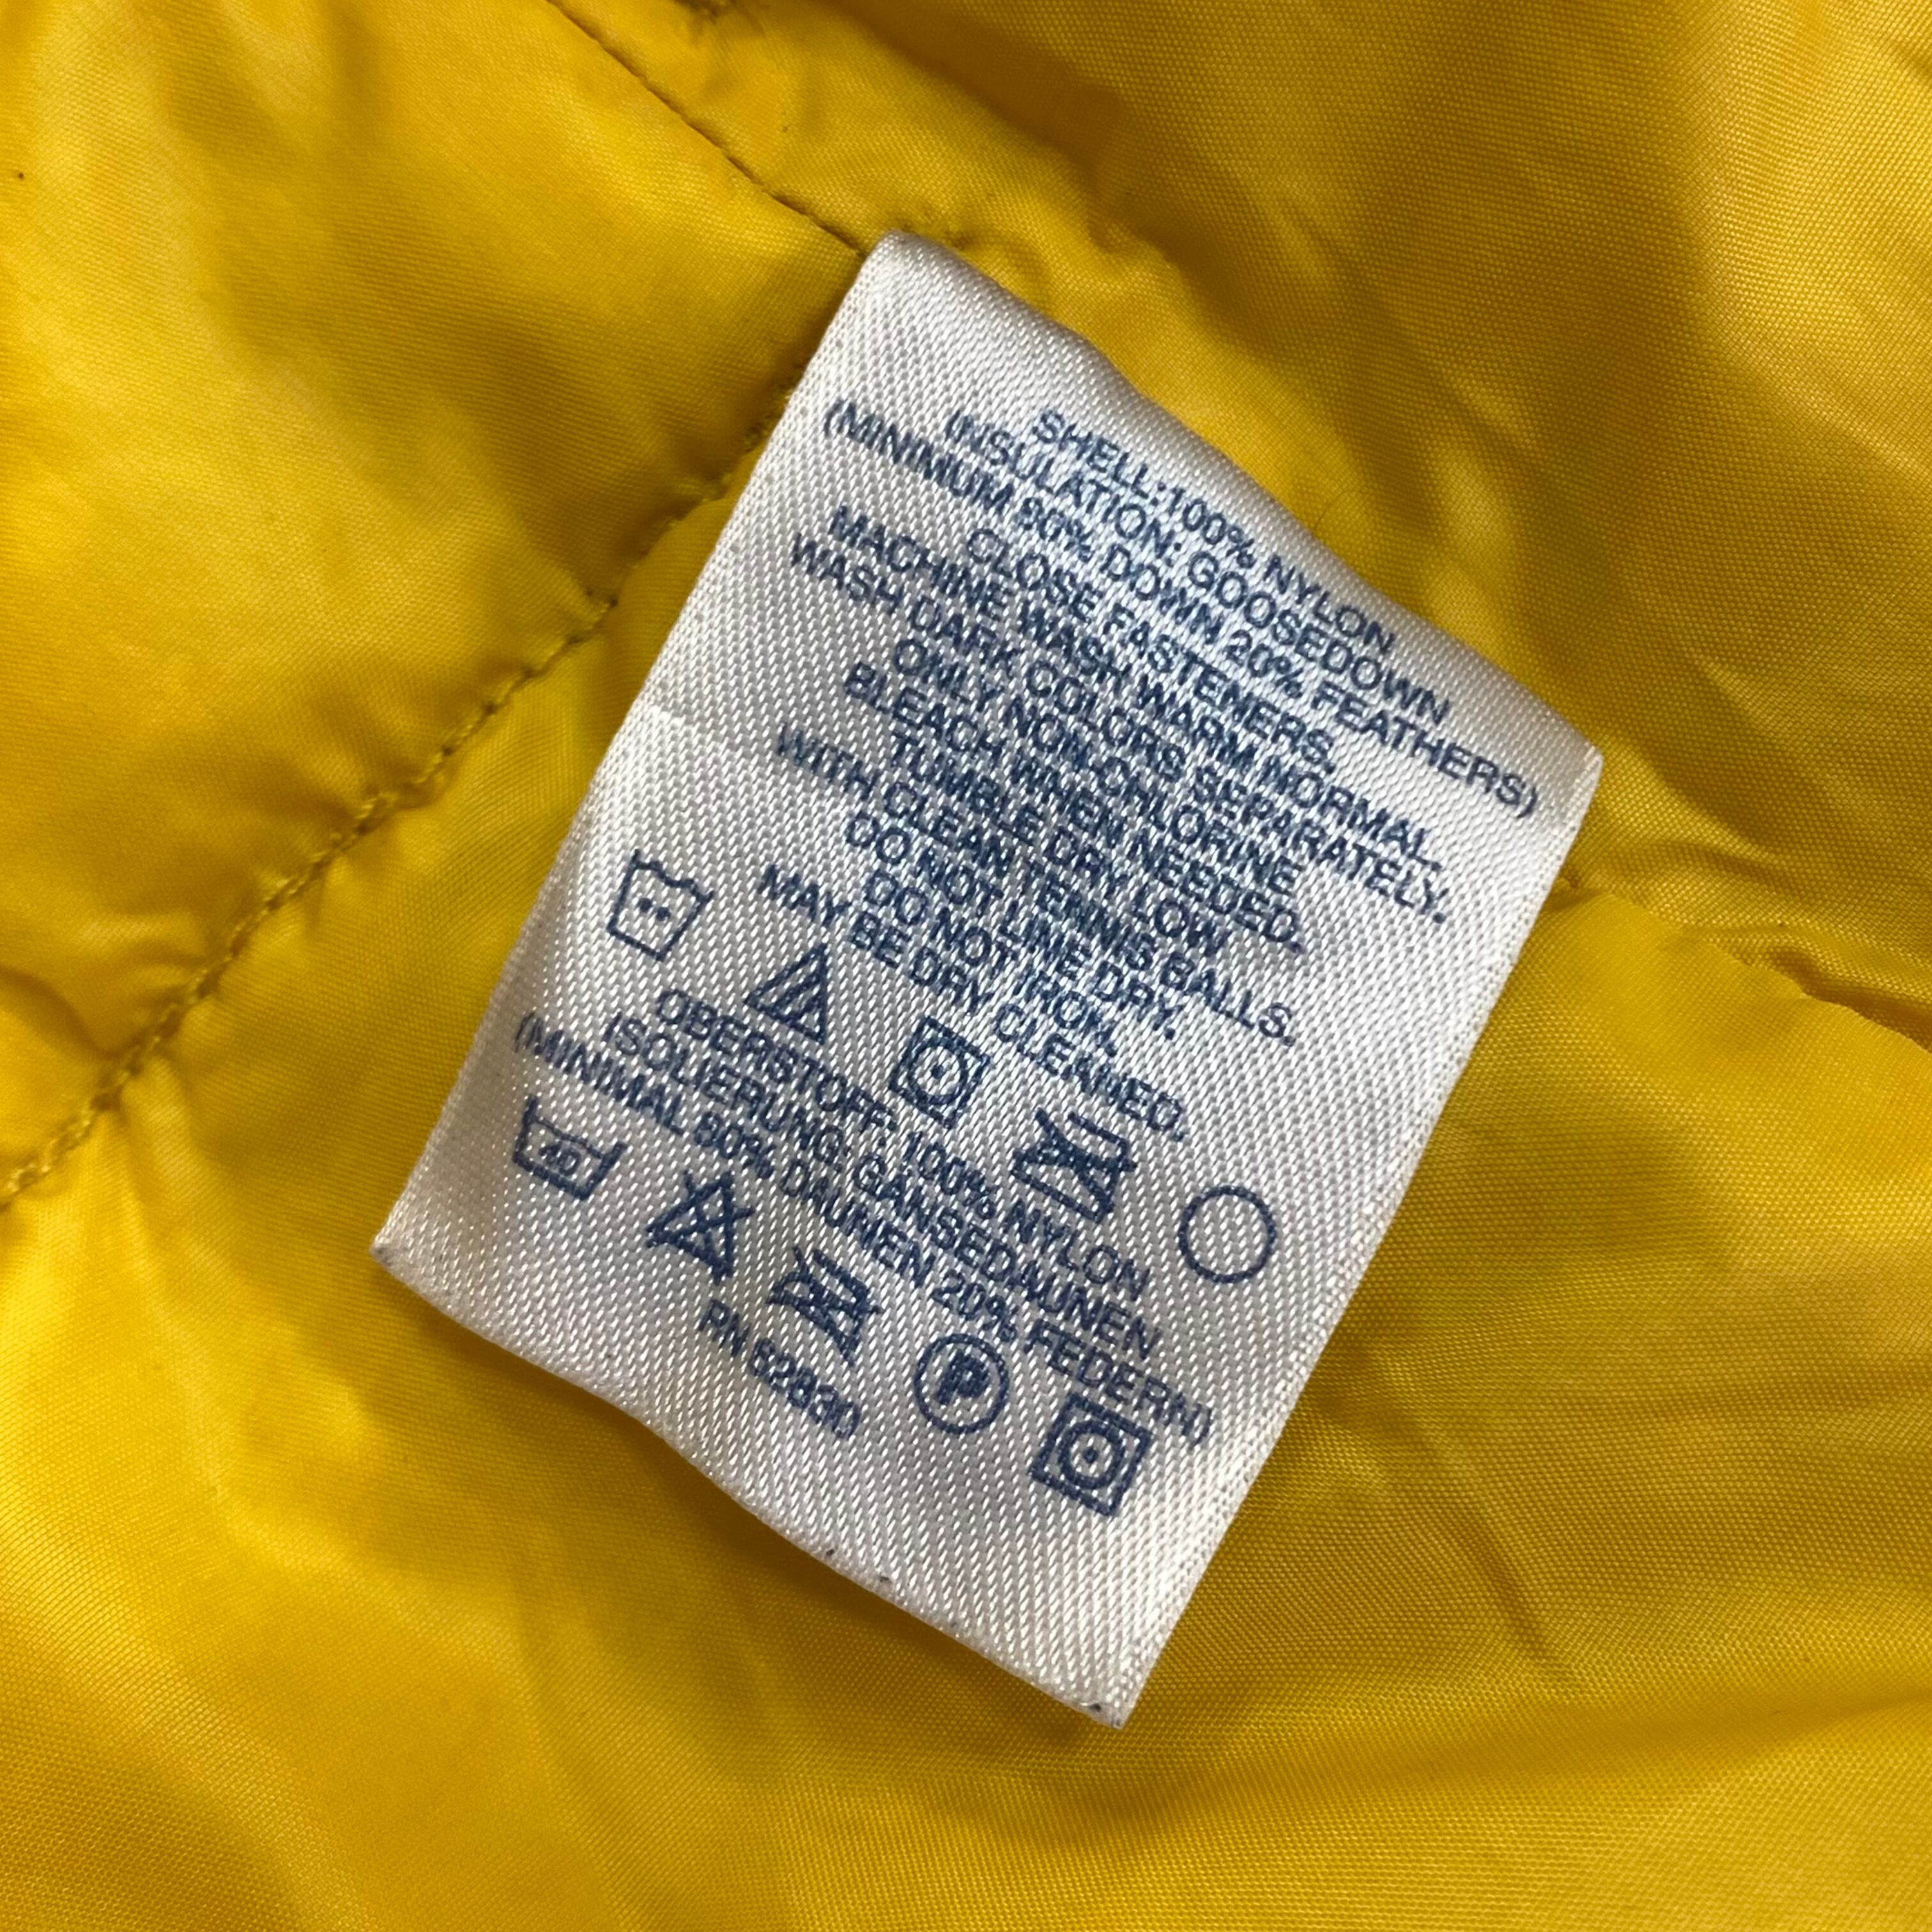 SHELL:100% NYLON.
INSULATION: GOOSEDOWN
(MINIMUM 80% DOWN 20% FEATHERS)
CLOSE FASTENERS.
MACHINE WASH WARM NORMAL.
WASH DARK COLORS SEPARATELY.
ONLY NON-CHLORINE
BLEACH WHEN NEEDED.
TUMBLE DRY LOW
WITH CLEAN TENNIS BALLS.
DO NOT LINE DRY.
DO NOT IRON.
MAY BE DRY CLEANED.
OBERSTOFF: 100% NYLON
ISOLIERUNG: GANSEDAUNEN
(MINIMAL 80% DAUNEN 20% FEDERN)
40 P
RN